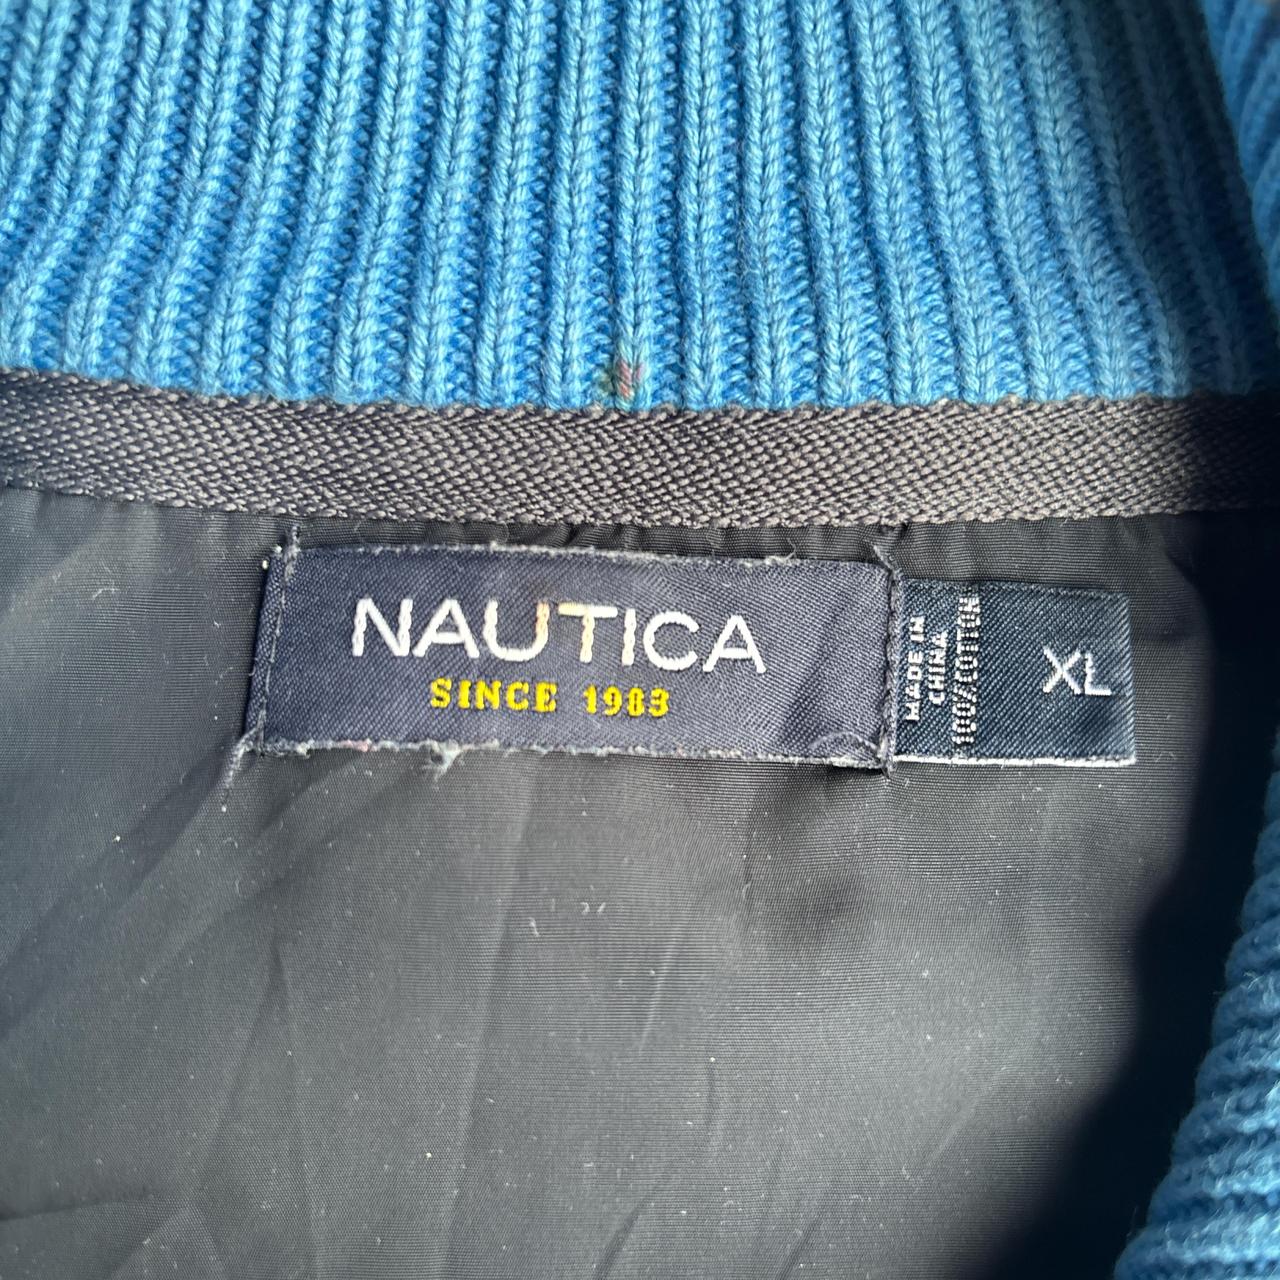 NAUTICA
SINCE 1983
MADE IN
CHINA
100%COTTON
XL